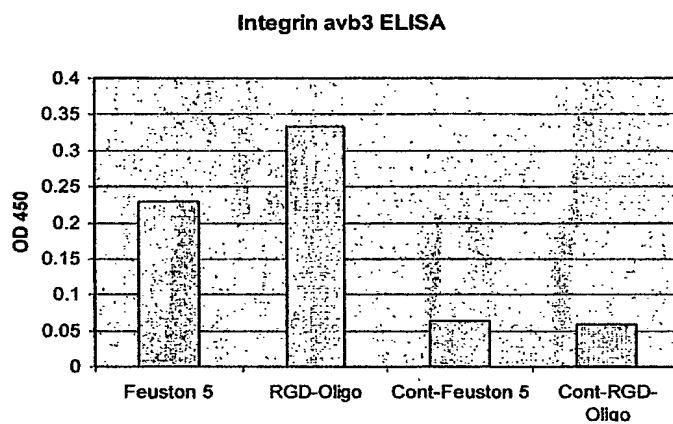 Integrin avb3 ELISA
OD 450
0.4
0.35
0.3
0.25
0.2
0.15
0.1
0.05
0
Feuston 5
RGD-Oligo
Cont-Feuston 5
Cont-RGD-
Oligo